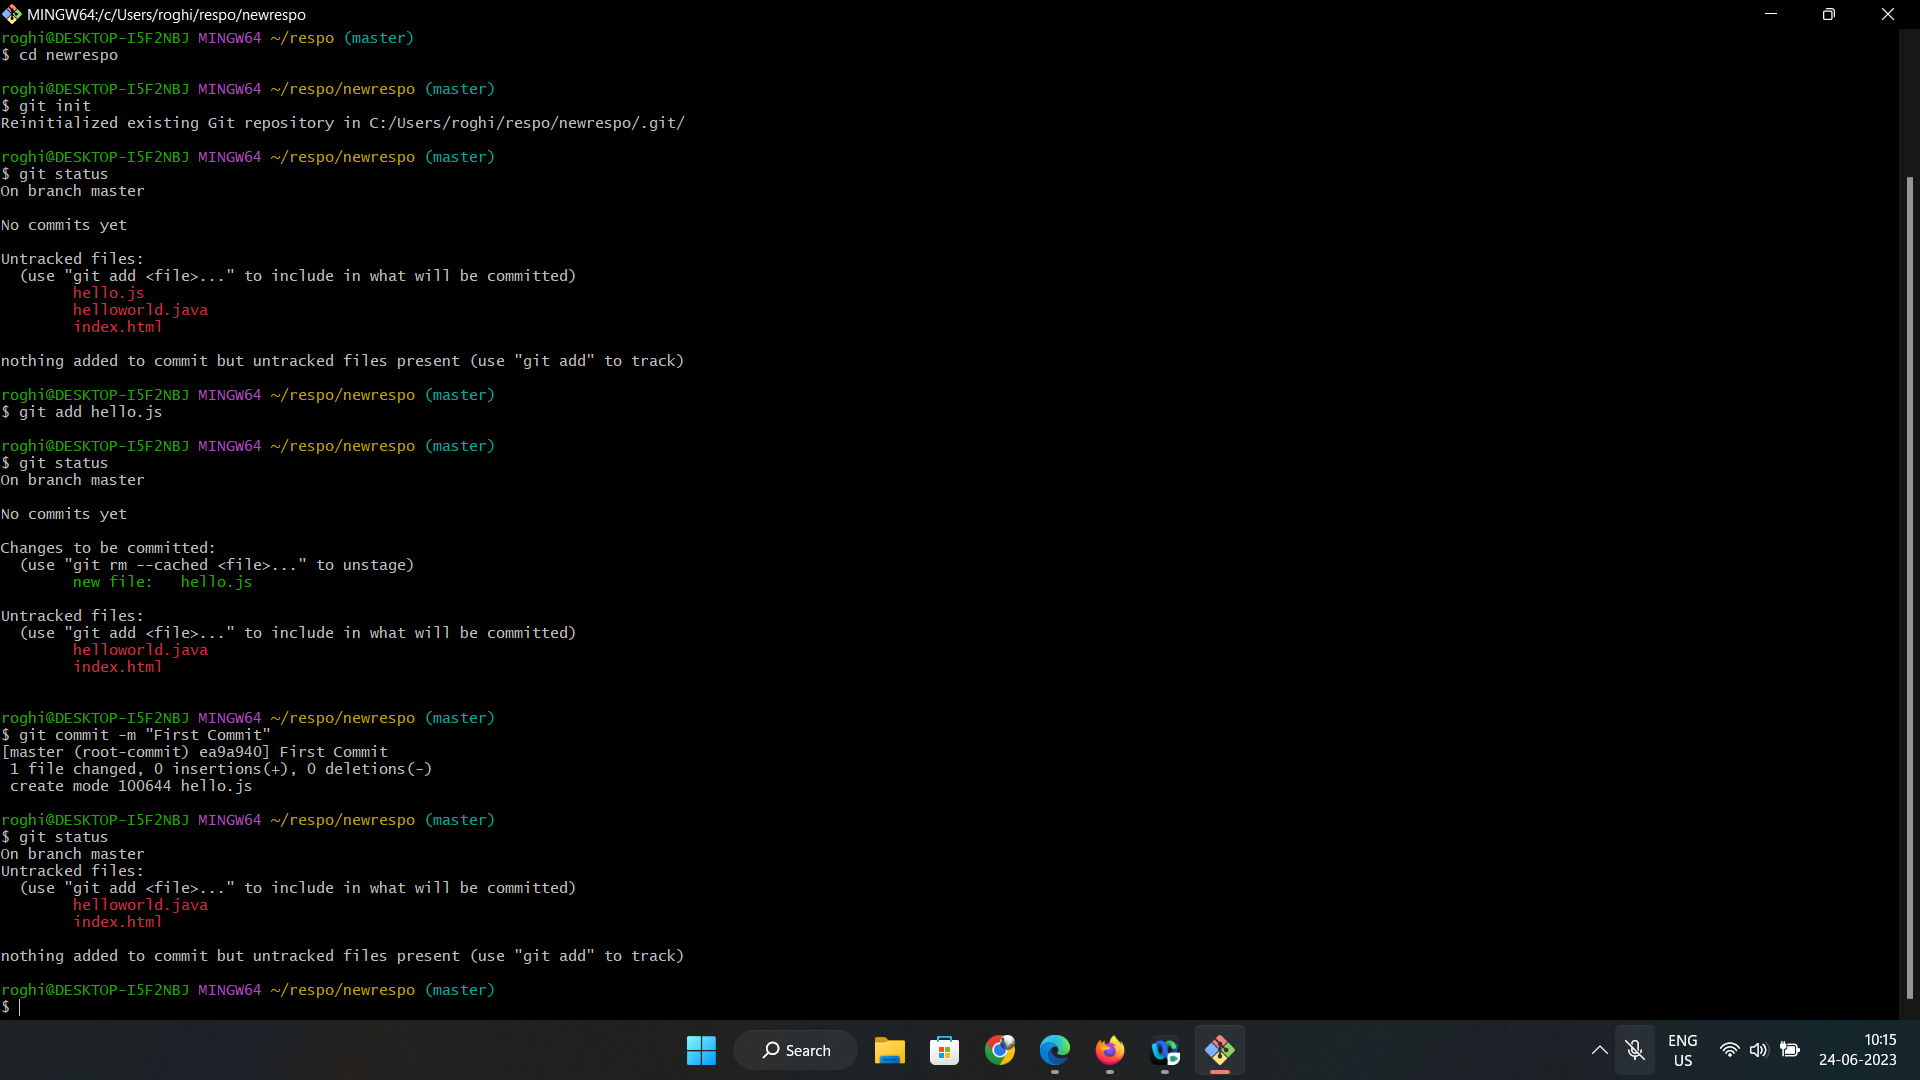 MINGW64:/c/Users/roghi/respo/newrespo
roghi@DESKTOP-I5F2NBJ MINGW64 ~/respo (master)
$ cd newrespo
roghi@DESKTOP-I5F2NBJ MINGW64 ~/respo/newrespo (master)
$ git init
Reinitialized existing Git repository in C:/Users/roghi/respo/newrespo/.git/
roghi@DESKTOP-I5F2NBJ MINGW64 ~/respo/newrespo (master)
$ git status
On branch master
No commits yet
Untracked files:
  (use "git add <file>..." to include in what will be committed)
        hello.js
        helloworld.java
        index.html
nothing added to commit but untracked files present (use "git add" to track)
roghi@DESKTOP-I5F2NBJ MINGW64 ~/respo/newrespo (master)
$ git add hello.js
roghi@DESKTOP-I5F2NBJ MINGW64 ~/respo/newrespo (master)
$ git status
On branch master
No commits yet
Changes to be committed:
  (use "git rm --cached <file>..." to unstage)
        new file:   hello.js
Untracked files:
  (use "git add <file>..." to include in what will be committed)
        helloworld.java
        index.html
roghi@DESKTOP-I5F2NBJ MINGW64 ~/respo/newrespo (master)
$ git commit -m "First Commit"
[master (root-commit) ea9a940] First Commit
 1 file changed, 0 insertions(+), 0 deletions(-)
 create mode 100644 hello.js
roghi@DESKTOP-I5F2NBJ MINGW64 ~/respo/newrespo (master)
$ git status
On branch master
Untracked files:
  (use "git add <file>..." to include in what will be committed)
        helloworld.java
        index.html
nothing added to commit but untracked files present (use "git add" to track)
roghi@DESKTOP-I5F2NBJ MINGW64 ~/respo/newrespo (master)
$
Search
ENG
US
10:15
24-06-2023